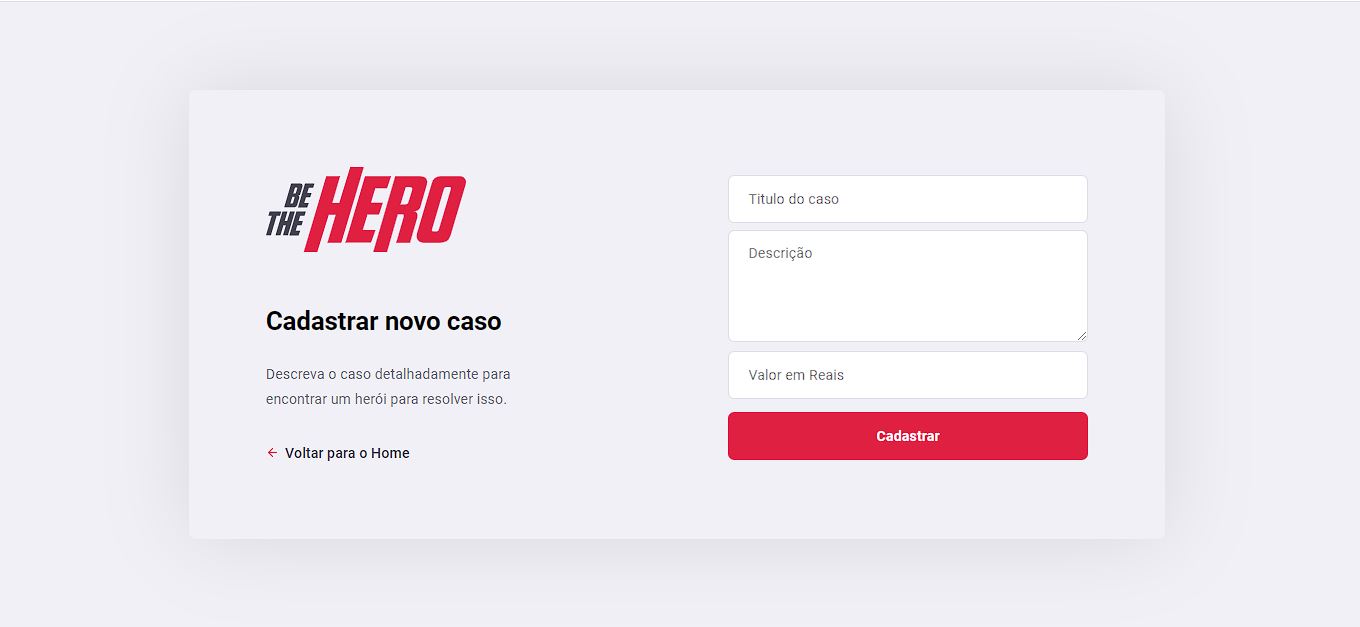 BE
THE HERO
Cadastrar novo caso
Descreva o caso detalhadamente para
encontrar um herói para resolver isso.
Voltar para o Home
Titulo do caso
Descrição
Valor em Reais
Cadastrar